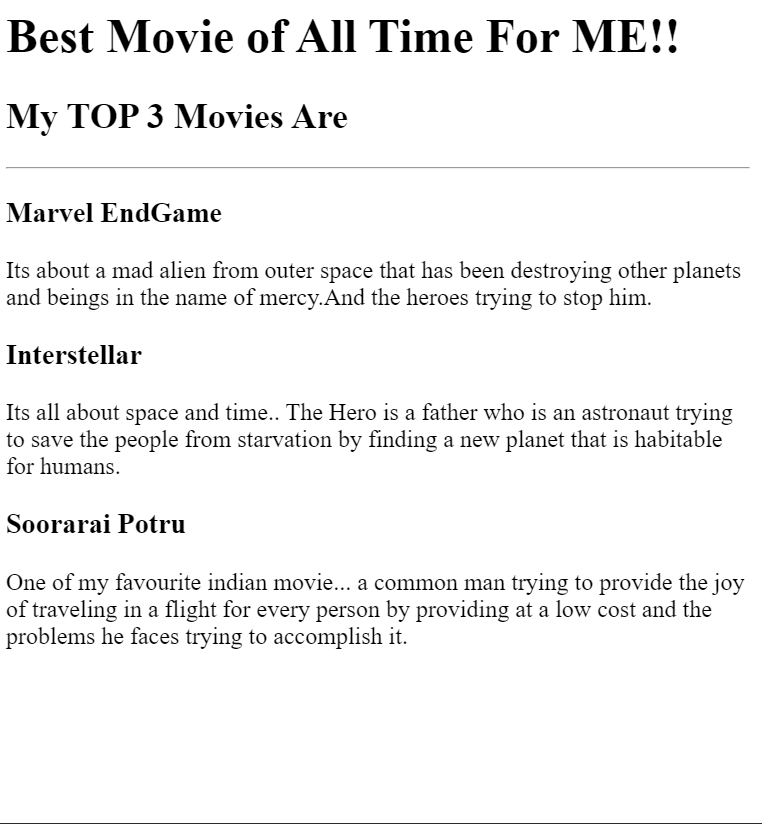 Best Movie of All Time For ME!!
My TOP 3 Movies Are
Marvel EndGame
Its about a mad alien from outer space that has been destroying other planets
and beings in the name of mercy.And the heroes trying to stop him.
Interstellar
Its all about space and time.. The Hero is a father who is an astronaut trying
to save the people from starvation by finding a new planet that is habitable
for humans.
Soorarai Potru
One of my favourite indian movie... a common man trying to provide the joy
of traveling in a flight for every person by providing at a low cost and the
problems he faces trying to accomplish it.